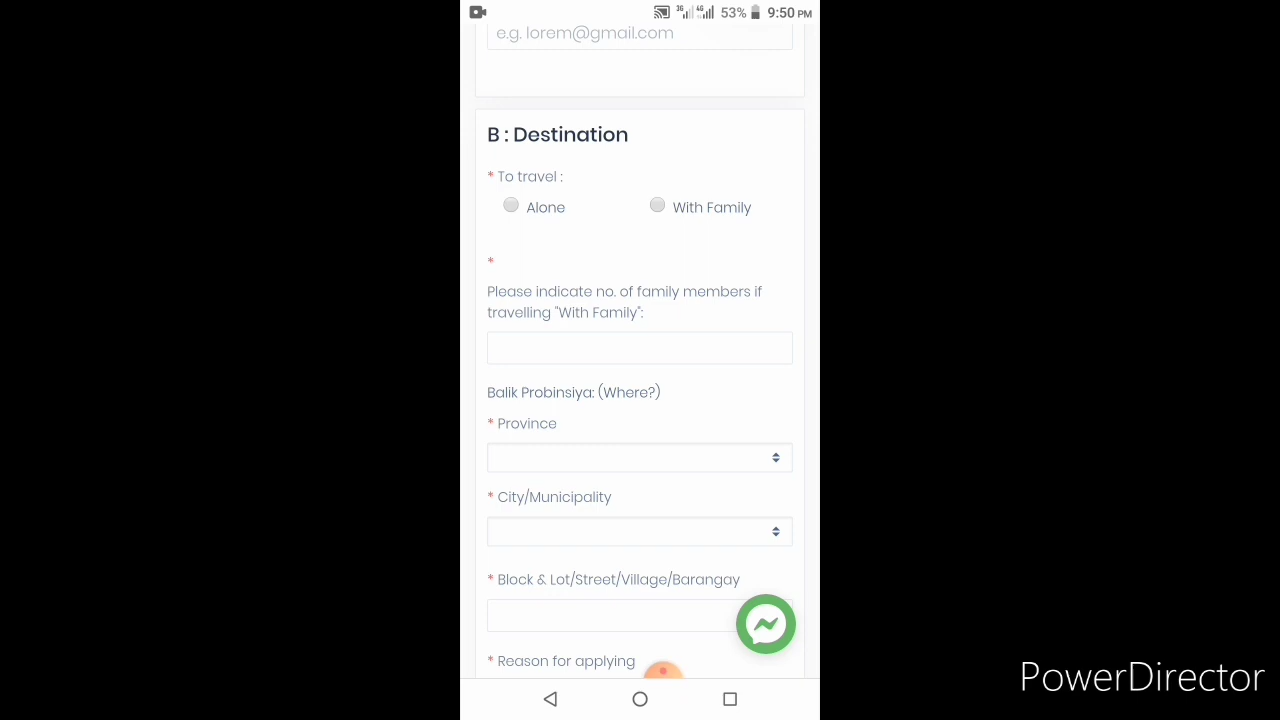 3G 4G 53% 9:50 PM
e.g. lorem@gmail.com
B : Destination
* To travel :
Alone With Family
*
Please indicate no. of family members if
travelling "With Family":
Balik Probinsiya: (Where?)
* Province
* City/Municipality
* Block & Lot/Street/Village/Barangay
* Reason for applying
PowerDirector